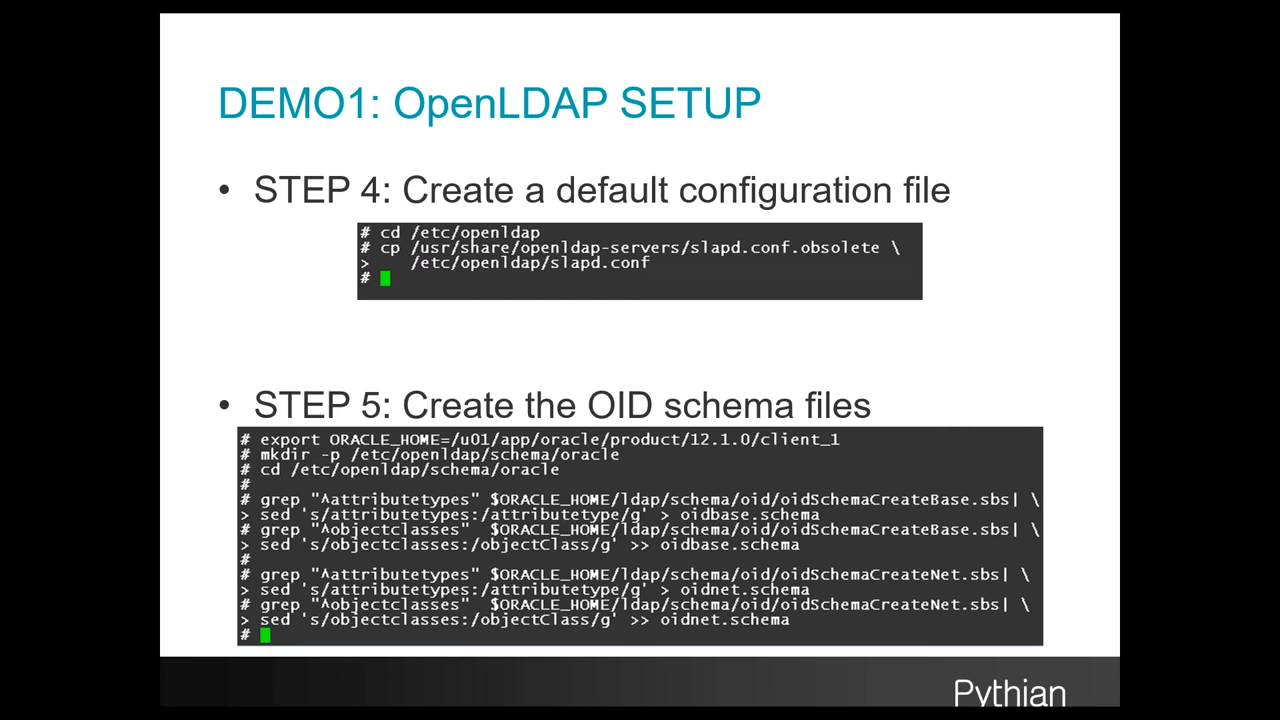 DEMO1: OpenLDAP SETUP
• STEP 4: Create a default configuration file
# cd /etc/openldap
# cp /usr/share/openldap-servers/slapd.conf.obsolete \
>    /etc/openldap/slapd.conf
#
• STEP 5: Create the OID schema files
# export ORACLE_HOME=/u01/app/oracle/product/12.1.0/client_1
# mkdir -p /etc/openldap/schema/oracle
# cd /etc/openldap/schema/oracle
#
# grep "^attributetypes" $ORACLE_HOME/ldap/schema/oid/oidSchemaCreateBase.sbs| \
> sed 's/attributetypes:/attributetype/g' > oidbase.schema
# grep "^objectclasses"  $ORACLE_HOME/ldap/schema/oid/oidSchemaCreateBase.sbs| \
> sed 's/objectclasses:/objectClass/g' >> oidbase.schema
#
# grep "^attributetypes" $ORACLE_HOME/ldap/schema/oid/oidSchemaCreateNet.sbs| \
> sed 's/attributetypes:/attributetype/g' > oidnet.schema
# grep "^objectclasses"  $ORACLE_HOME/ldap/schema/oid/oidSchemaCreateNet.sbs| \
> sed 's/objectclasses:/objectClass/g' >> oidnet.schema
#
Pythian